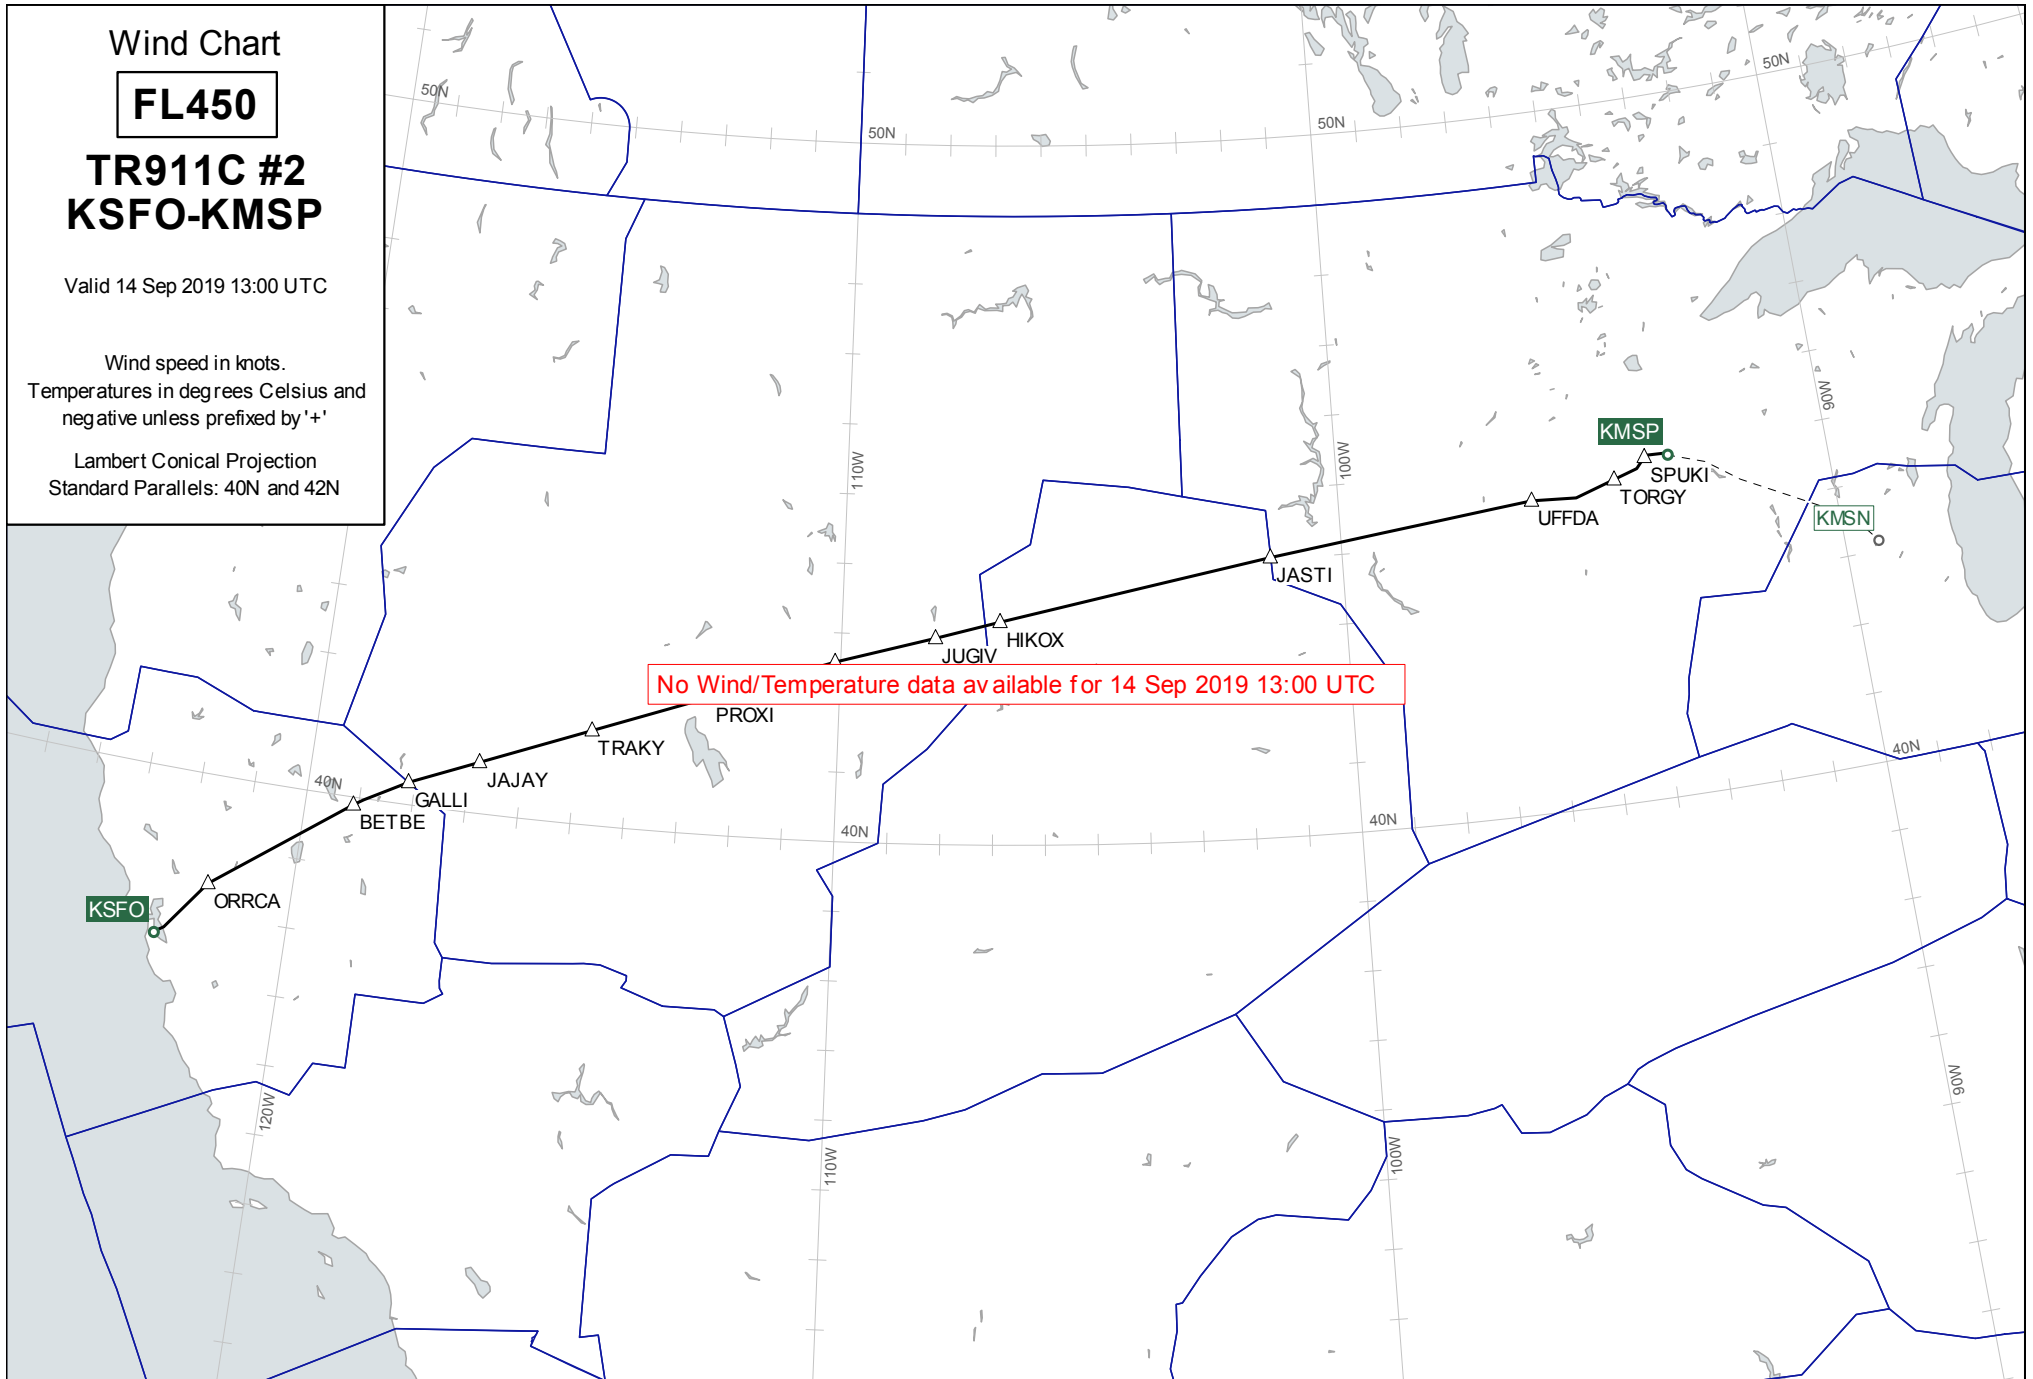 Wind Chart
FL450
TR911C #2
KSFO-KMSP
Valid 14 Sep 2019 13:00 UTC
Wind speed in knots.
Temperatures in degrees Celsius and
negative unless prefixed by '+'
Lambert Conical Projection
Standard Parallels: 40N and 42N
50N
50N
50N
50N
90W
110W
100W
KMSP
SPUKI
TORGY
UFFDA
KMSN
JASTI
HIKOX
JUGIV
No Wind/Temperature data available for 14 Sep 2019 13:00 UTC
PROXI
TRAKY
JAJAY
GALLI
BETBE
40N
40N
40N
40N
ORRCA
KSFO
120W
110W
100W
90W